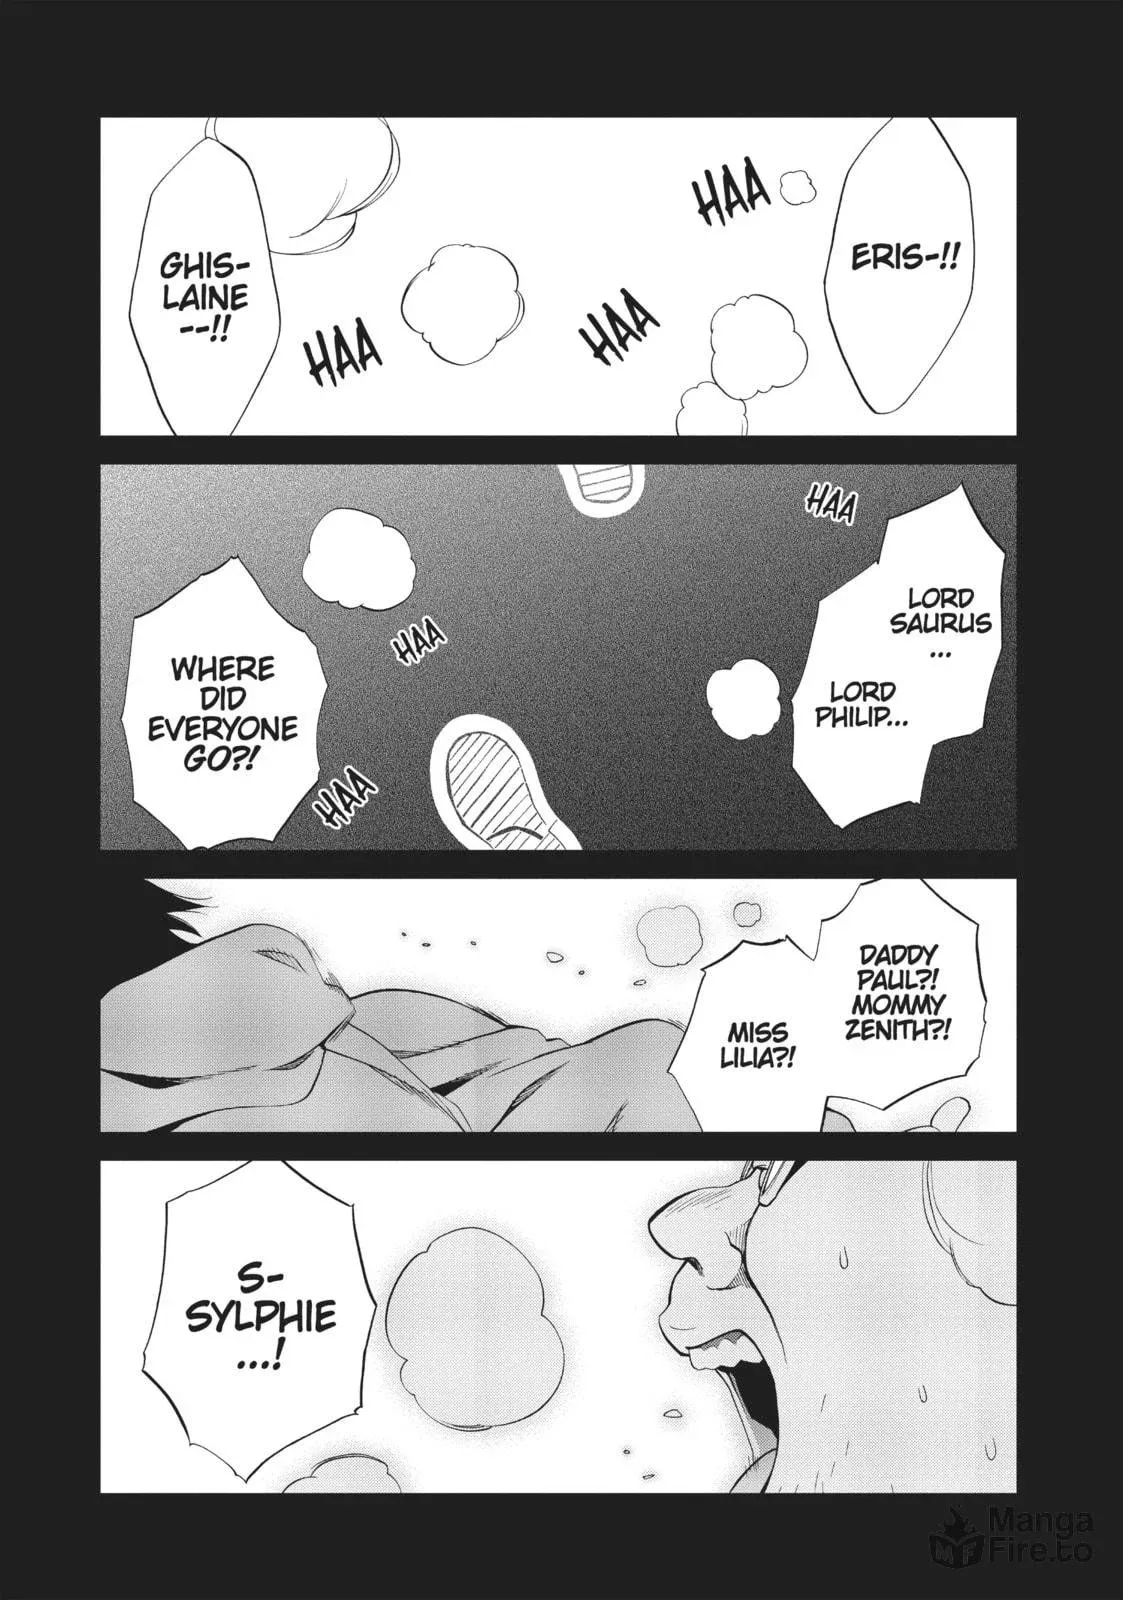 ERIS-!!
HAA
HAA
HAA
GHIS-
LAINE
--!!
HAA
LORD
SAURUS
...
LORD
PHILIP...
HAA
WHERE
DID
EVERYONE
GO?!
HAA
DADDY
PAUL?!
MOMMY
ZENITH?!
MISS
LILIA?!
S-
SYLPHIE
...!
Manga
Fire.to
MF